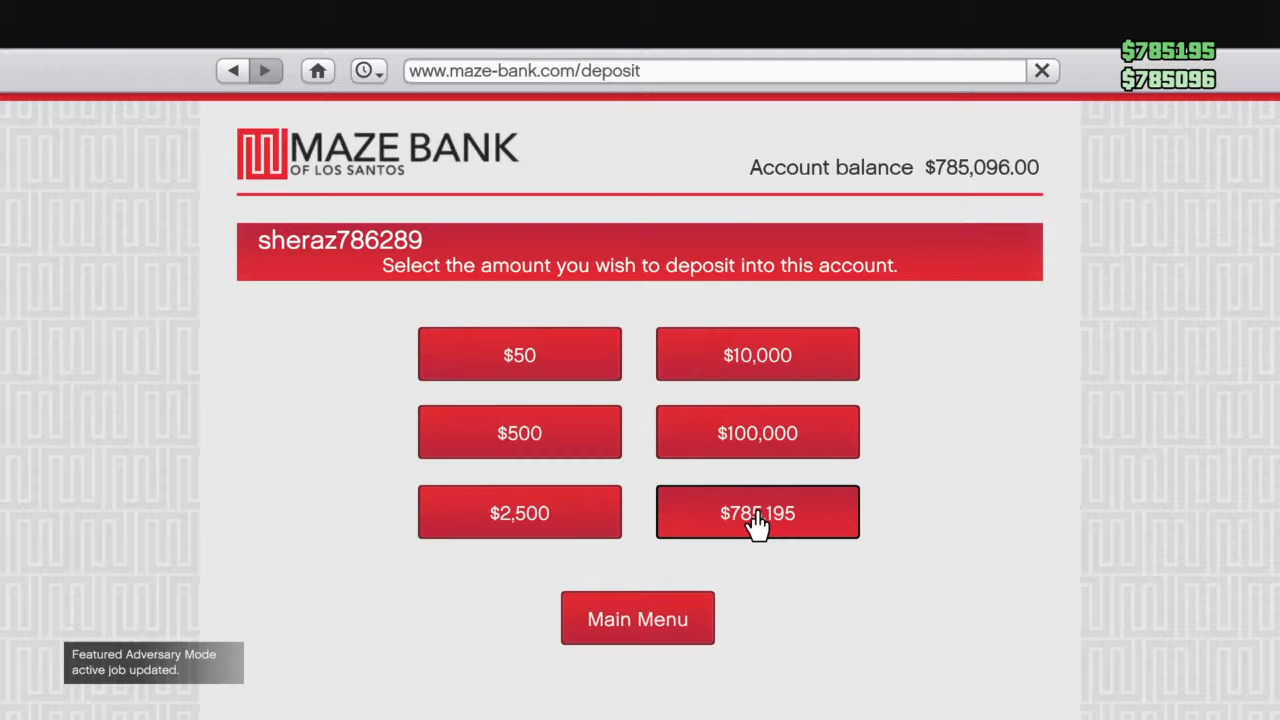 $785195
www.maze-bank.com/deposit
$785096
MAZE BANK
OF LOS SANTOS
Account balance $785,096.00
sheraz786289
Select the amount you wish to deposit into this account.
$50
$10,000
$500
$100,000
$2,500
$785,195
Main Menu
Featured Adversary Mode
active job updated.